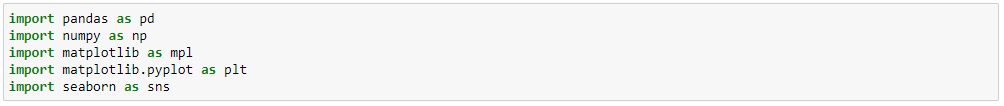 import pandas as pd
import numpy as np
import matplotlib as mpl
import matplotlib.pyplot as plt
import seaborn as sns